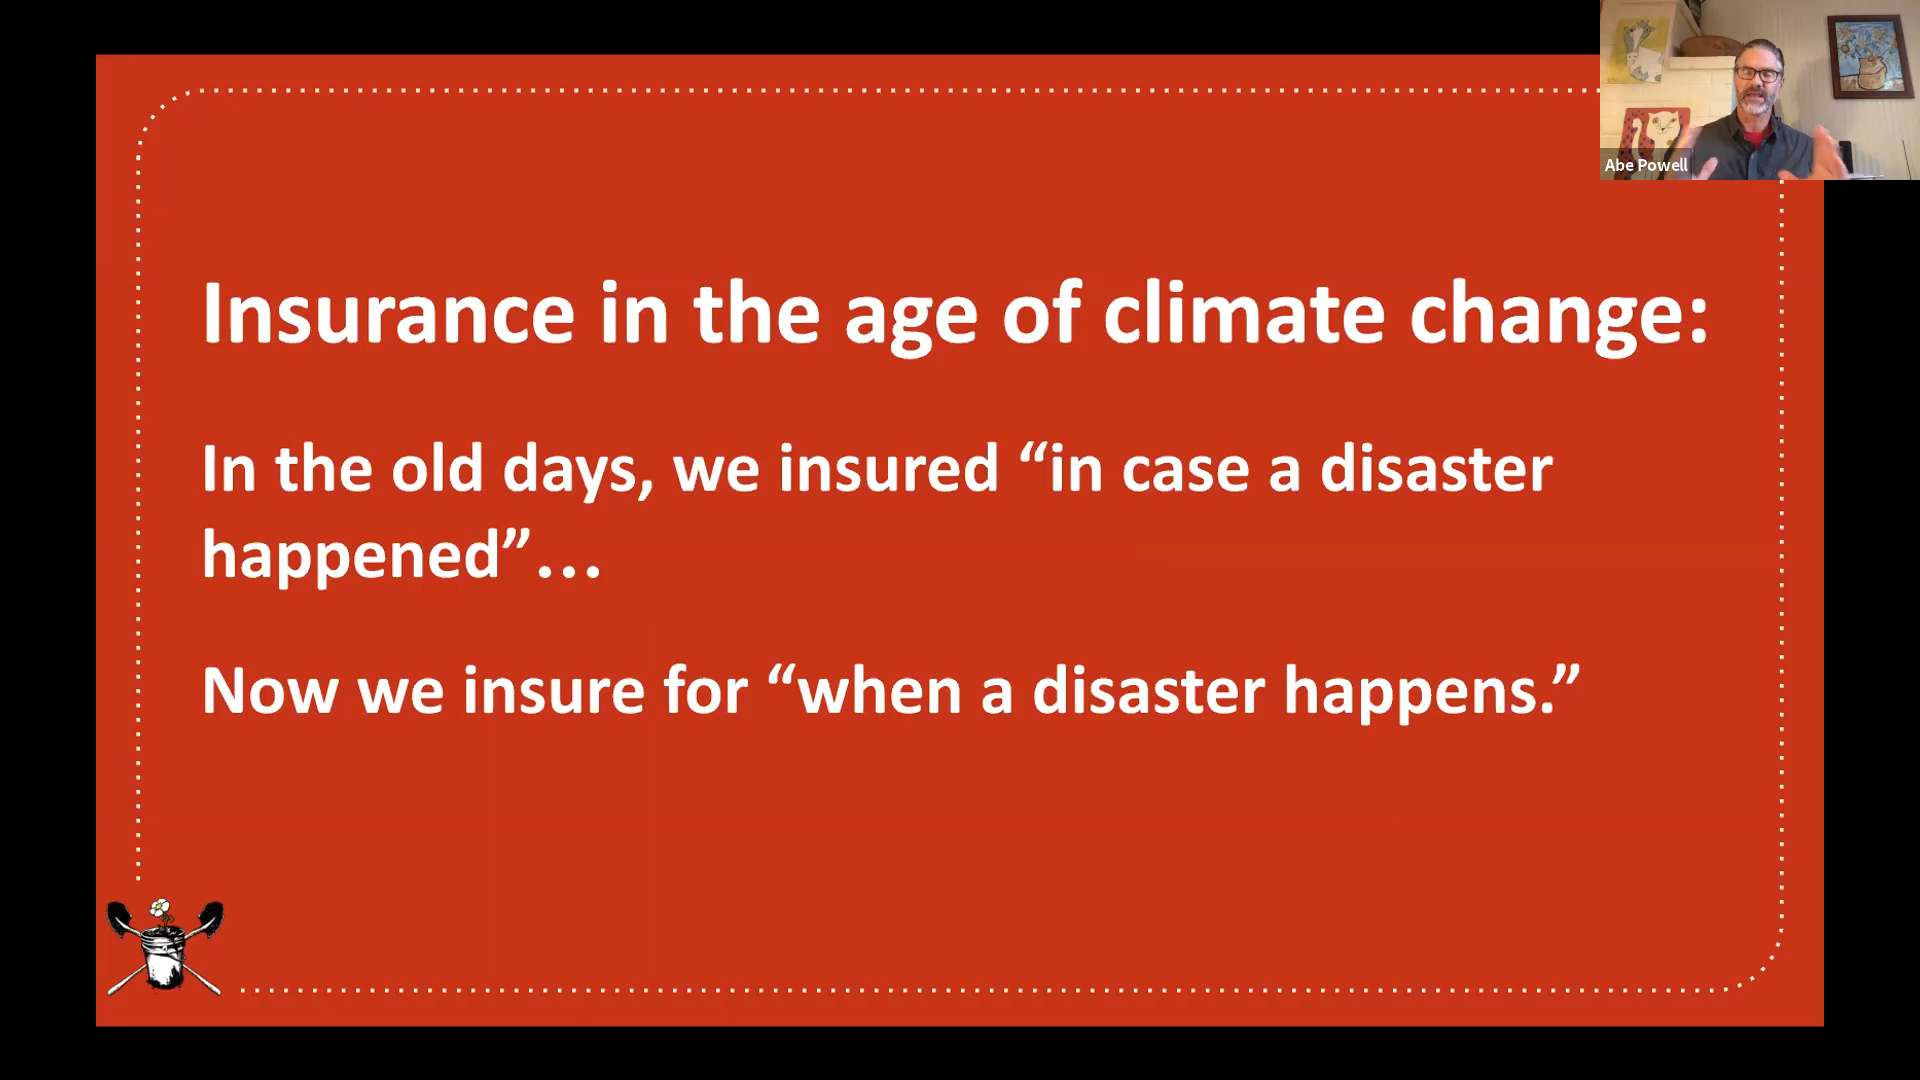 Abe Powell
Insurance in the age of climate change:
In the old days, we insured “in case a disaster
happened”...
Now we insure for “when a disaster happens.”